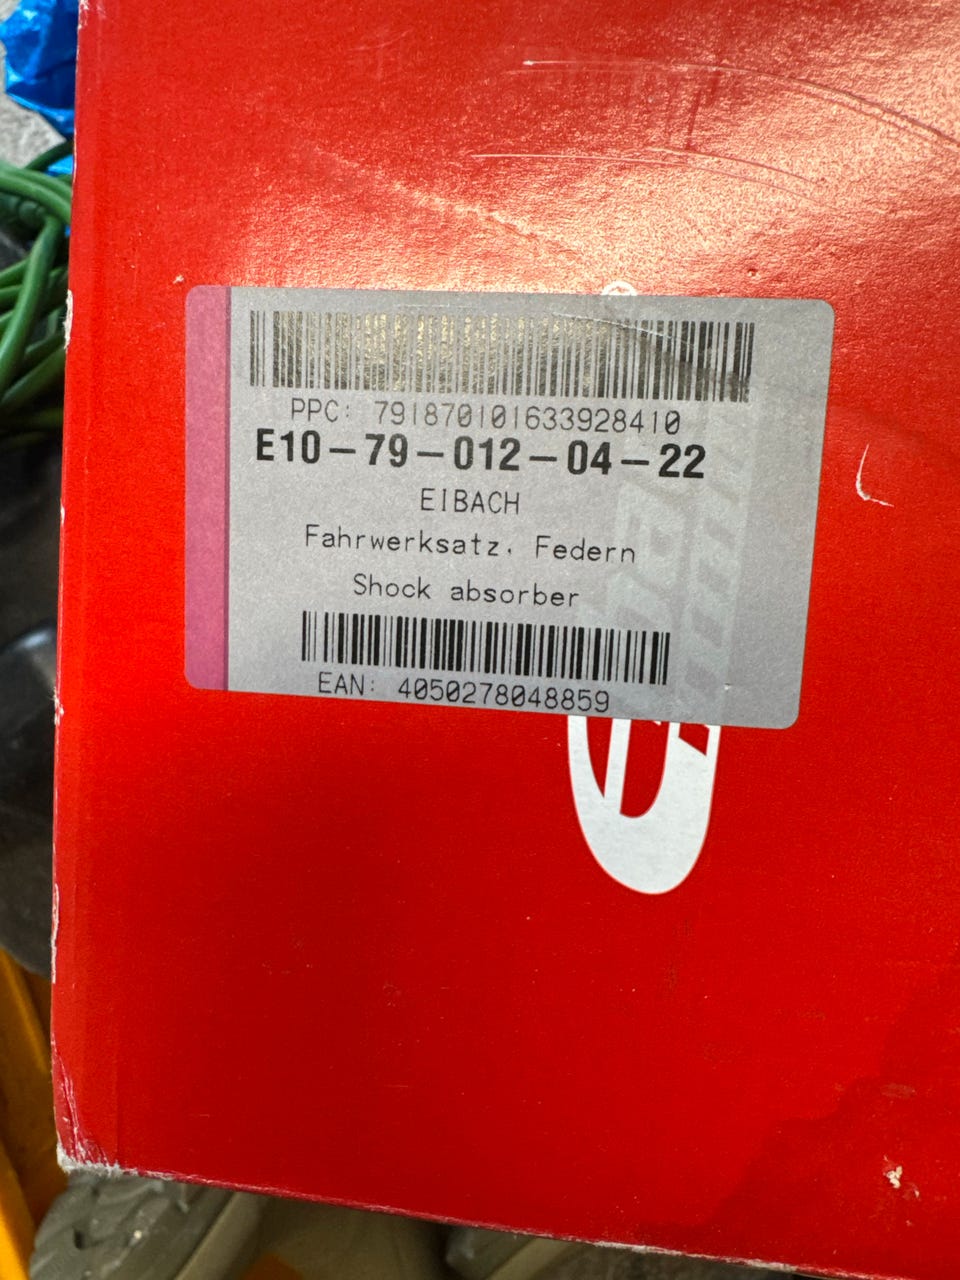 PPC: 791870101633928410
E10-79-012-04-22
EIBACH
Fahrwerksatz, Federn
Shock absorber
EAN: 4050278048859